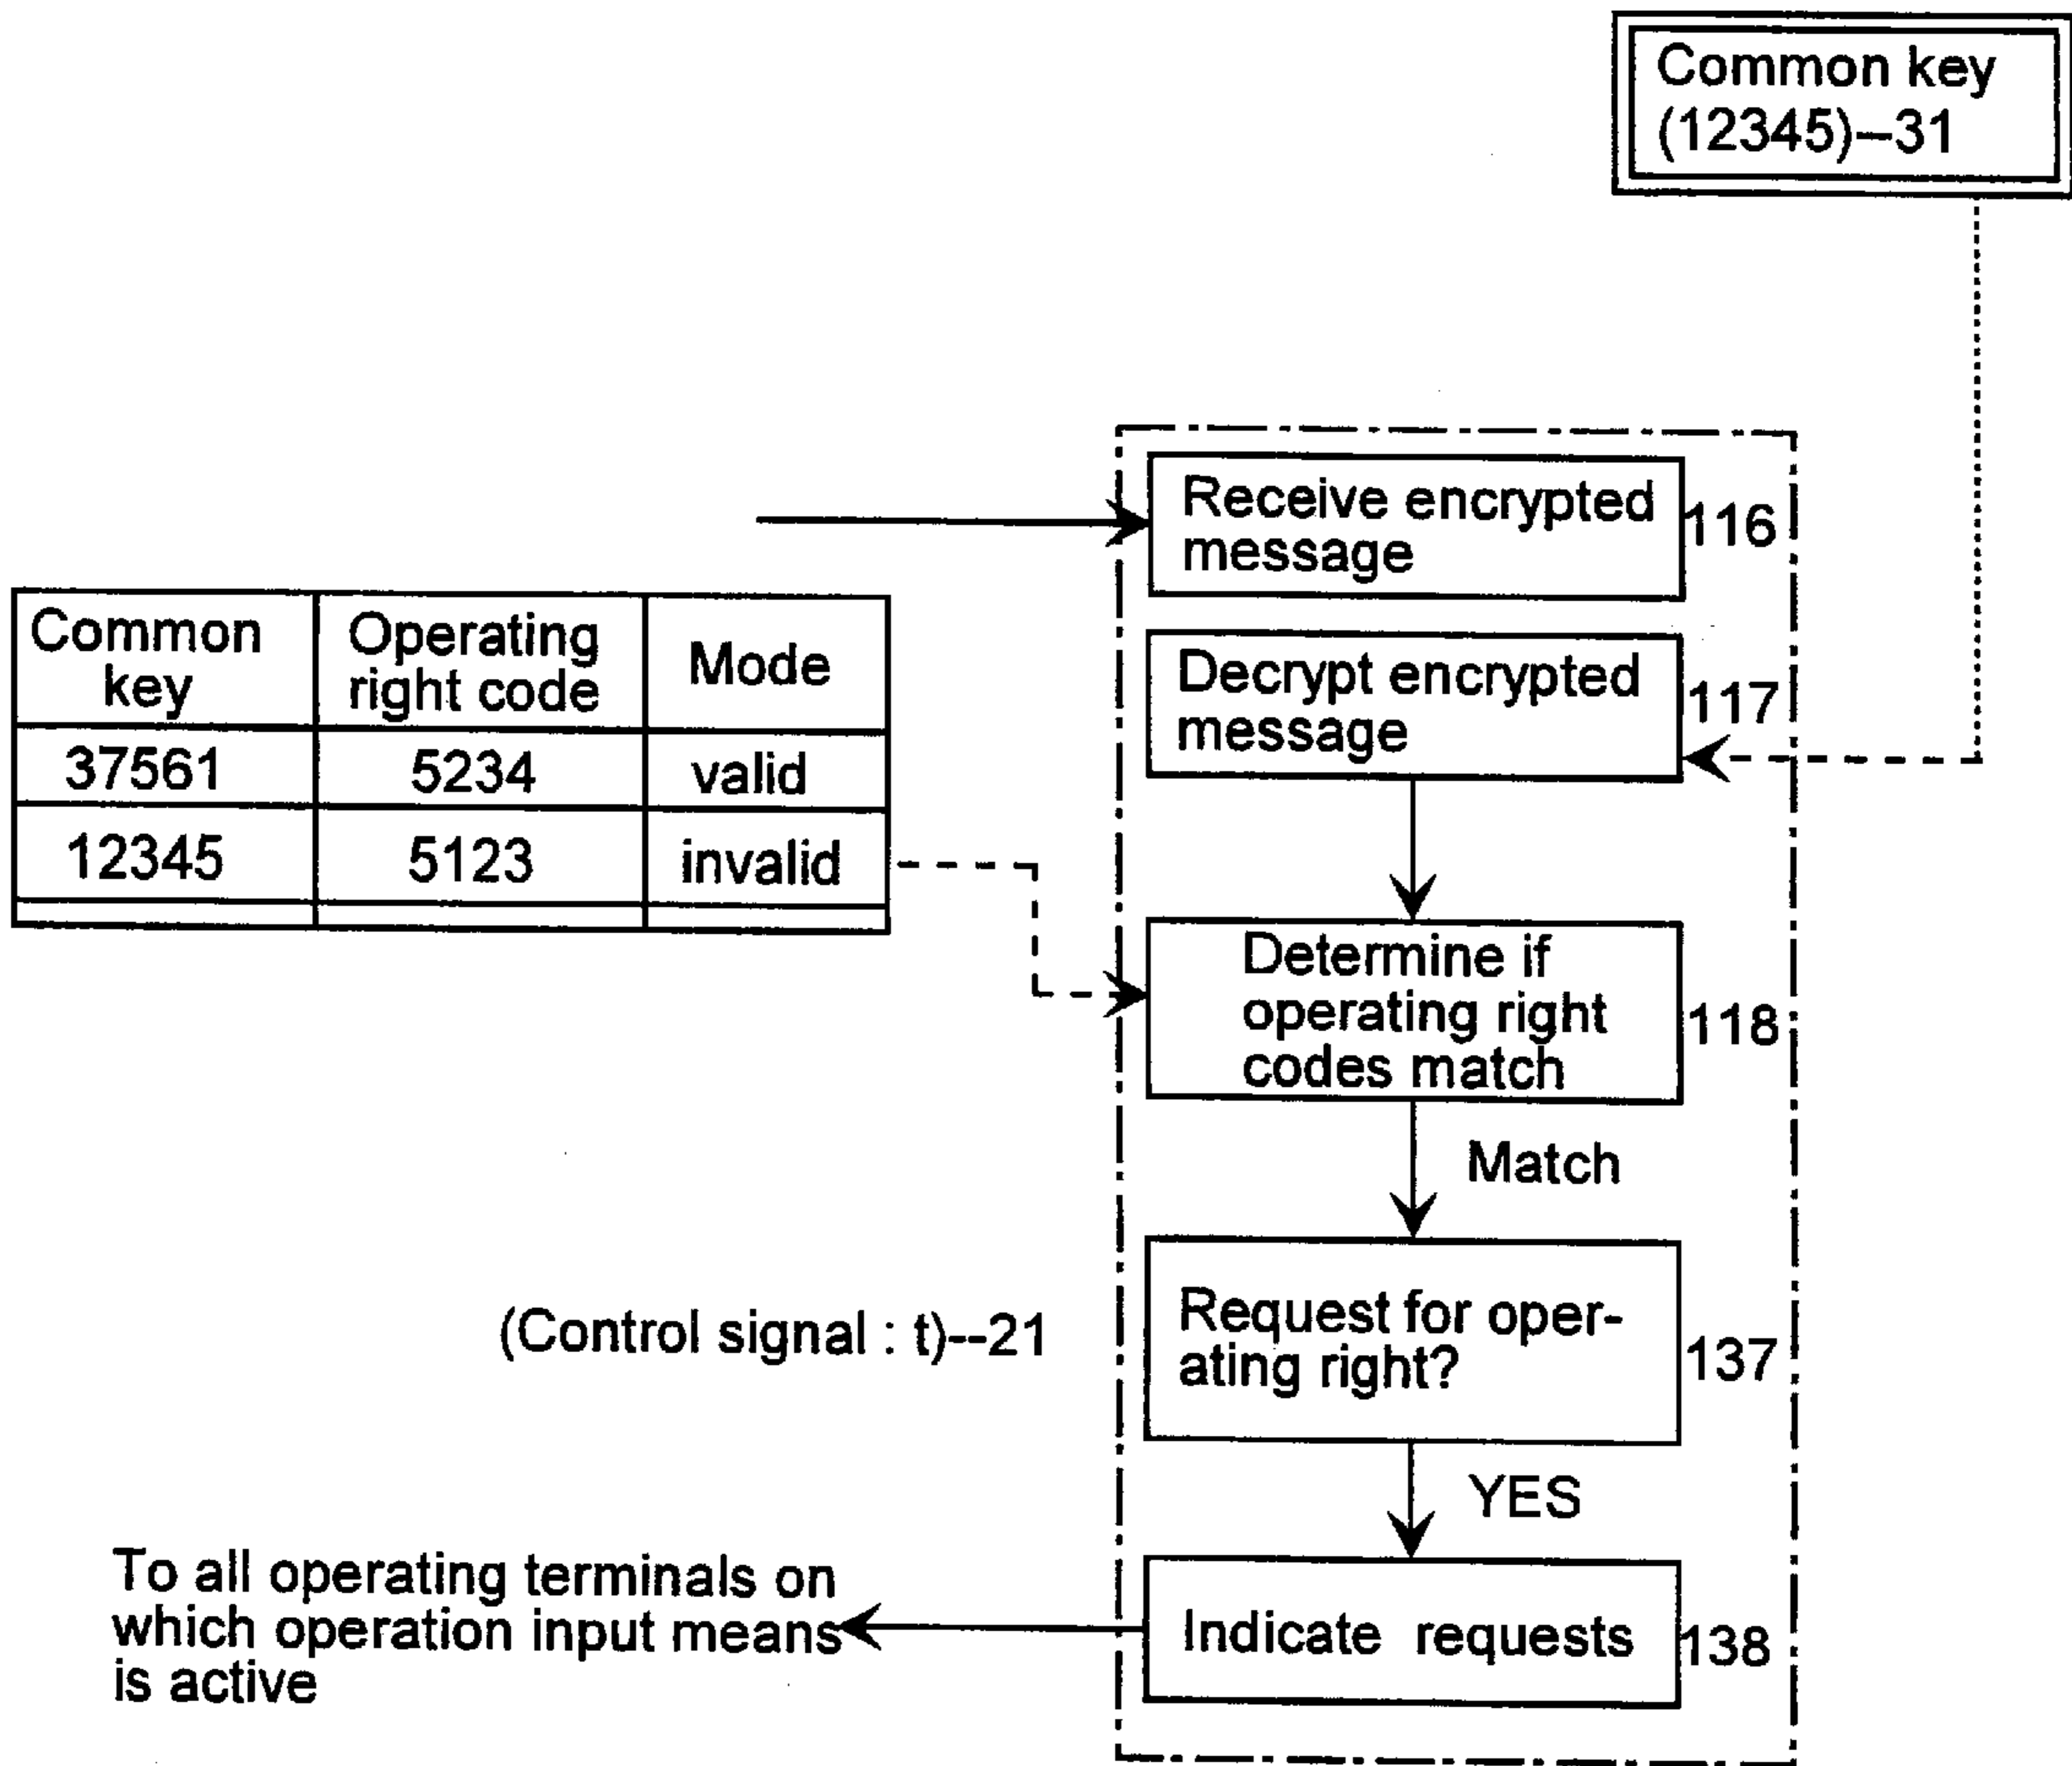 Common key
(12345)–31
Receive encrypted
message
116
Common
key
Operating
right code
Mode
37561
5234
valid
12345
5123
invalid
Decrypt encrypted
message
117
Determine if
operating right
codes match
118
Match
(Control signal : t)--21
Request for oper-
ating right?
137
YES
To all operating terminals on
which operation input means
is active
Indicate requests
138